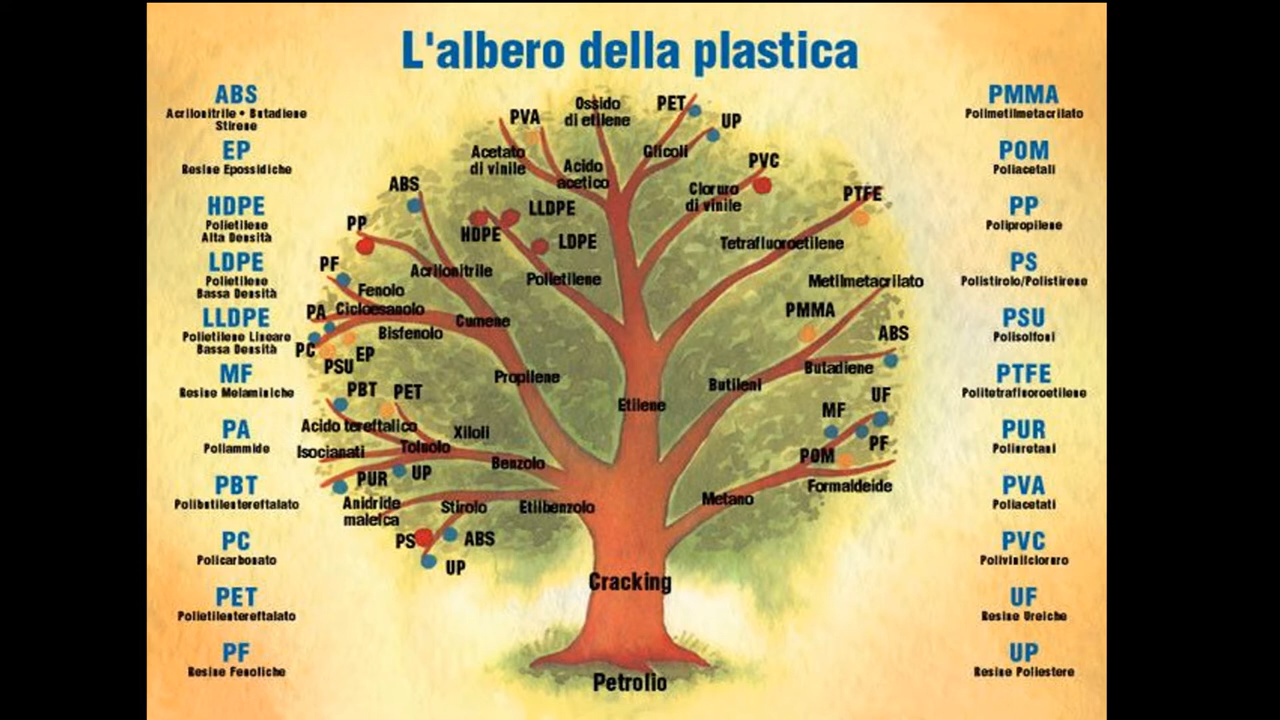 L'albero della plastica
ABS
Acrilonitrile • Butadiene
Stirene
EP
Resine Epossidiche
HDPE
Polietilene
Alta Densità
LDPE
Polietilene
Bassa Densità
LLDPE
Polietilene Lineare
Bassa Densità
MF
Resine Melaminiche
PA
Poliammide
PBT
Polibutilentereftalato
PC
Policarbonato
PET
Polietilentereftalato
PF
Resine Fenoliche
PVA
Ossido
di etilene
PET
UP
Acetato
di vinile
Acido
acetico
Glicoli
PVC
ABS
Cloruro
di vinile
PTFE
PP
LLDPE
HDPE
LDPE
Tetrafluoroetilene
PF
Acrilonitrile
Polietilene
Metilmetacrilato
Fenolo
PA
Cicloesanolo
Cumene
PMMA
Bisfenolo
ABS
PC
EP
PSU
Butadiene
Propilene
Butileni
PBT
PET
UF
Etilene
MF
Acido tereftalico
Xiloli
PF
Isocianati
Toluolo
POM
Benzolo
PUR
UP
Formaldeide
Anidride
maleica
Stirolo
Etilbenzolo
Metano
PS
ABS
UP
Cracking
Petrolio
PMMA
Polimetilmetacrilato
POM
Poliacetali
PP
Polipropilene
PS
Polistirolo/Polistirene
PSU
Polisolfoni
PTFE
Politetrafluoroetilene
PUR
Poliuretani
PVA
Poliacetati
PVC
Polivinilcloruro
UF
Resine Ureiche
UP
Resine Poliestere